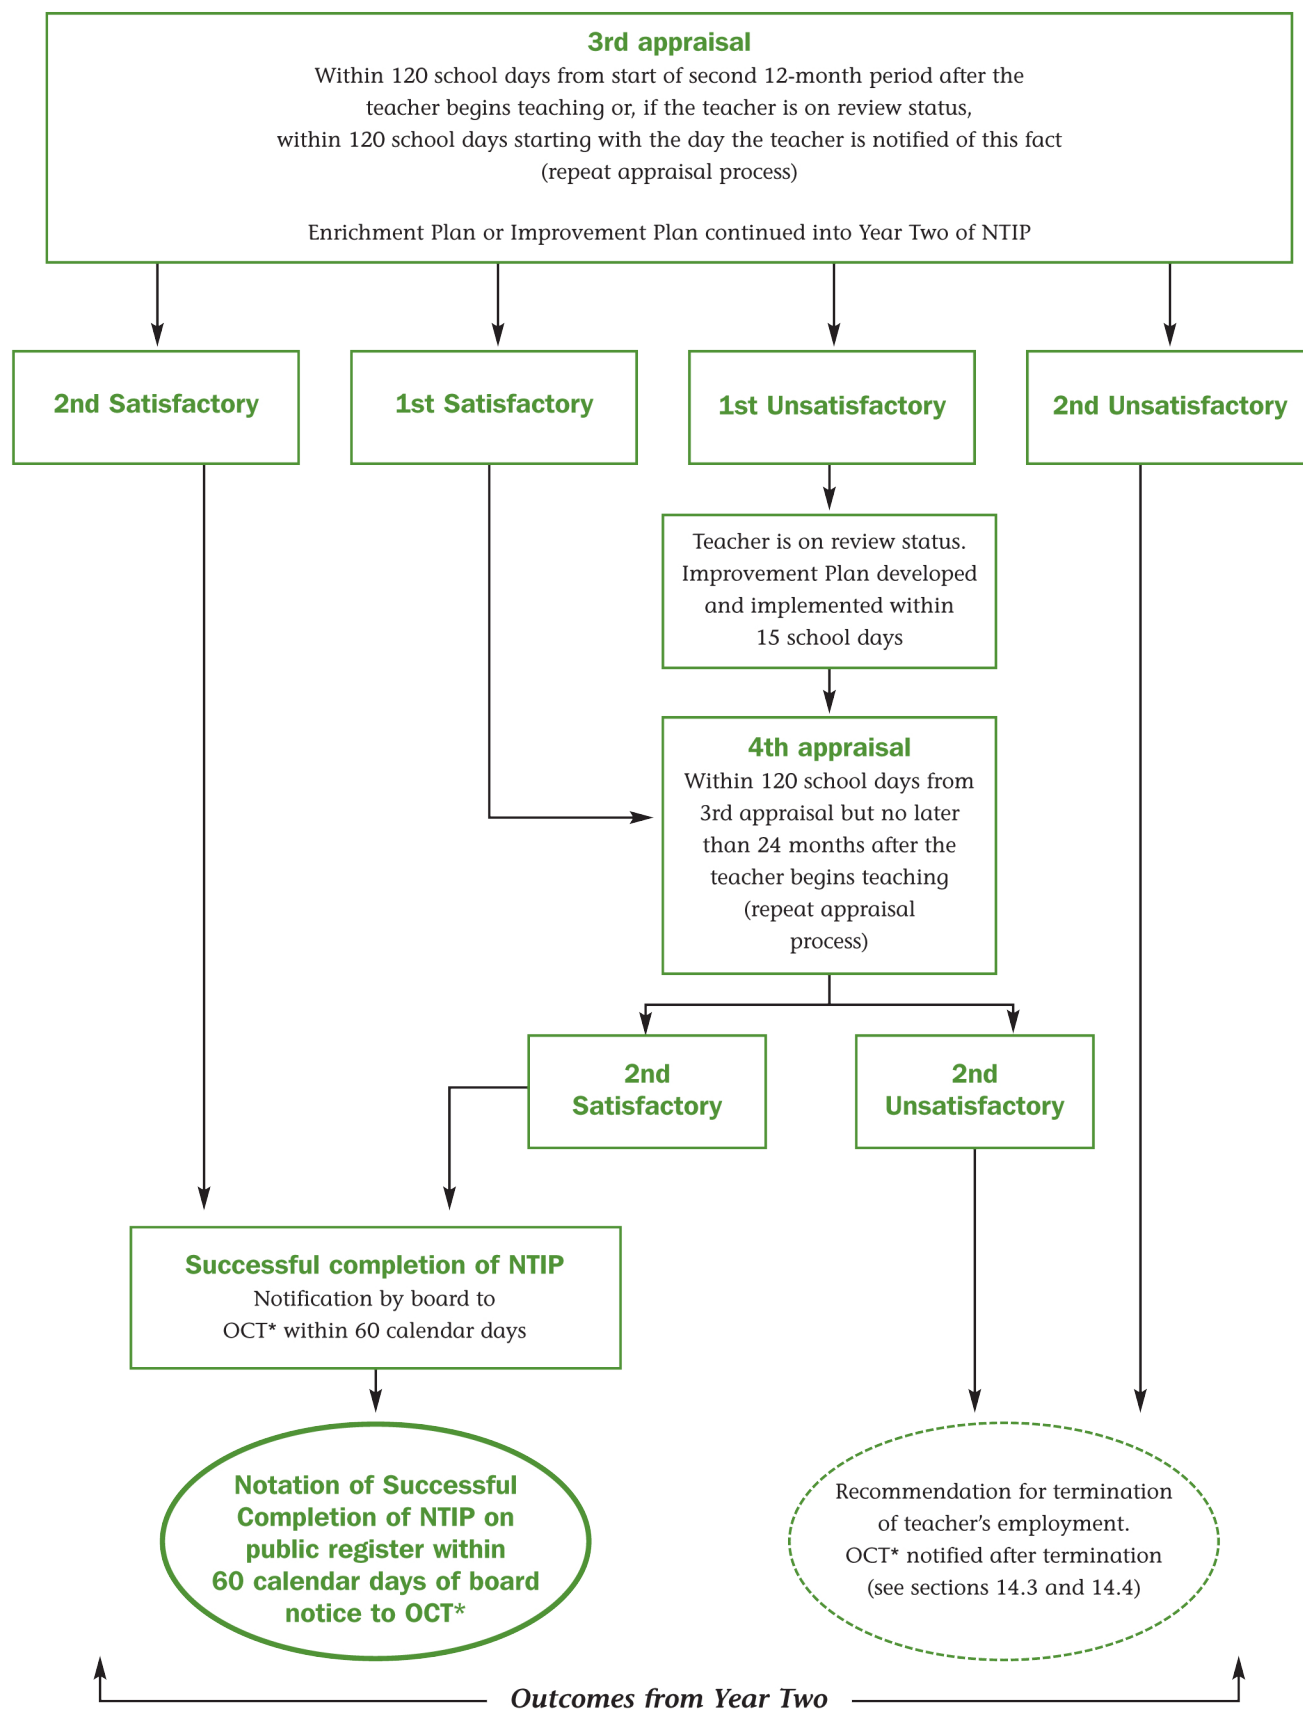 3rd appraisal
Within 120 school days from start of second 12-month period after the
teacher begins teaching or, if the teacher is on review status,
within 120 school days starting with the day the teacher is notified of this fact
(repeat appraisal process)
Enrichment Plan or Improvement Plan continued into Year Two of NTIP
2nd Satisfactory
1st Satisfactory
1st Unsatisfactory
2nd Unsatisfactory
Teacher is on review status.
Improvement Plan developed
and implemented within
15 school days
4th appraisal
Within 120 school days from
3rd appraisal but no later
than 24 months after the
teacher begins teaching
(repeat appraisal
process)
2nd
Satisfactory
2nd
Unsatisfactory
Successful completion of NTIP
Notification by board to
OCT* within 60 calendar days
Notation of Successful
Completion of NTIP on
public register within
60 calendar days of board
notice to OCT*
Recommendation for termination
of teacher’s employment.
OCT* notified after termination
(see sections 14.3 and 14.4)
Outcomes from Year Two